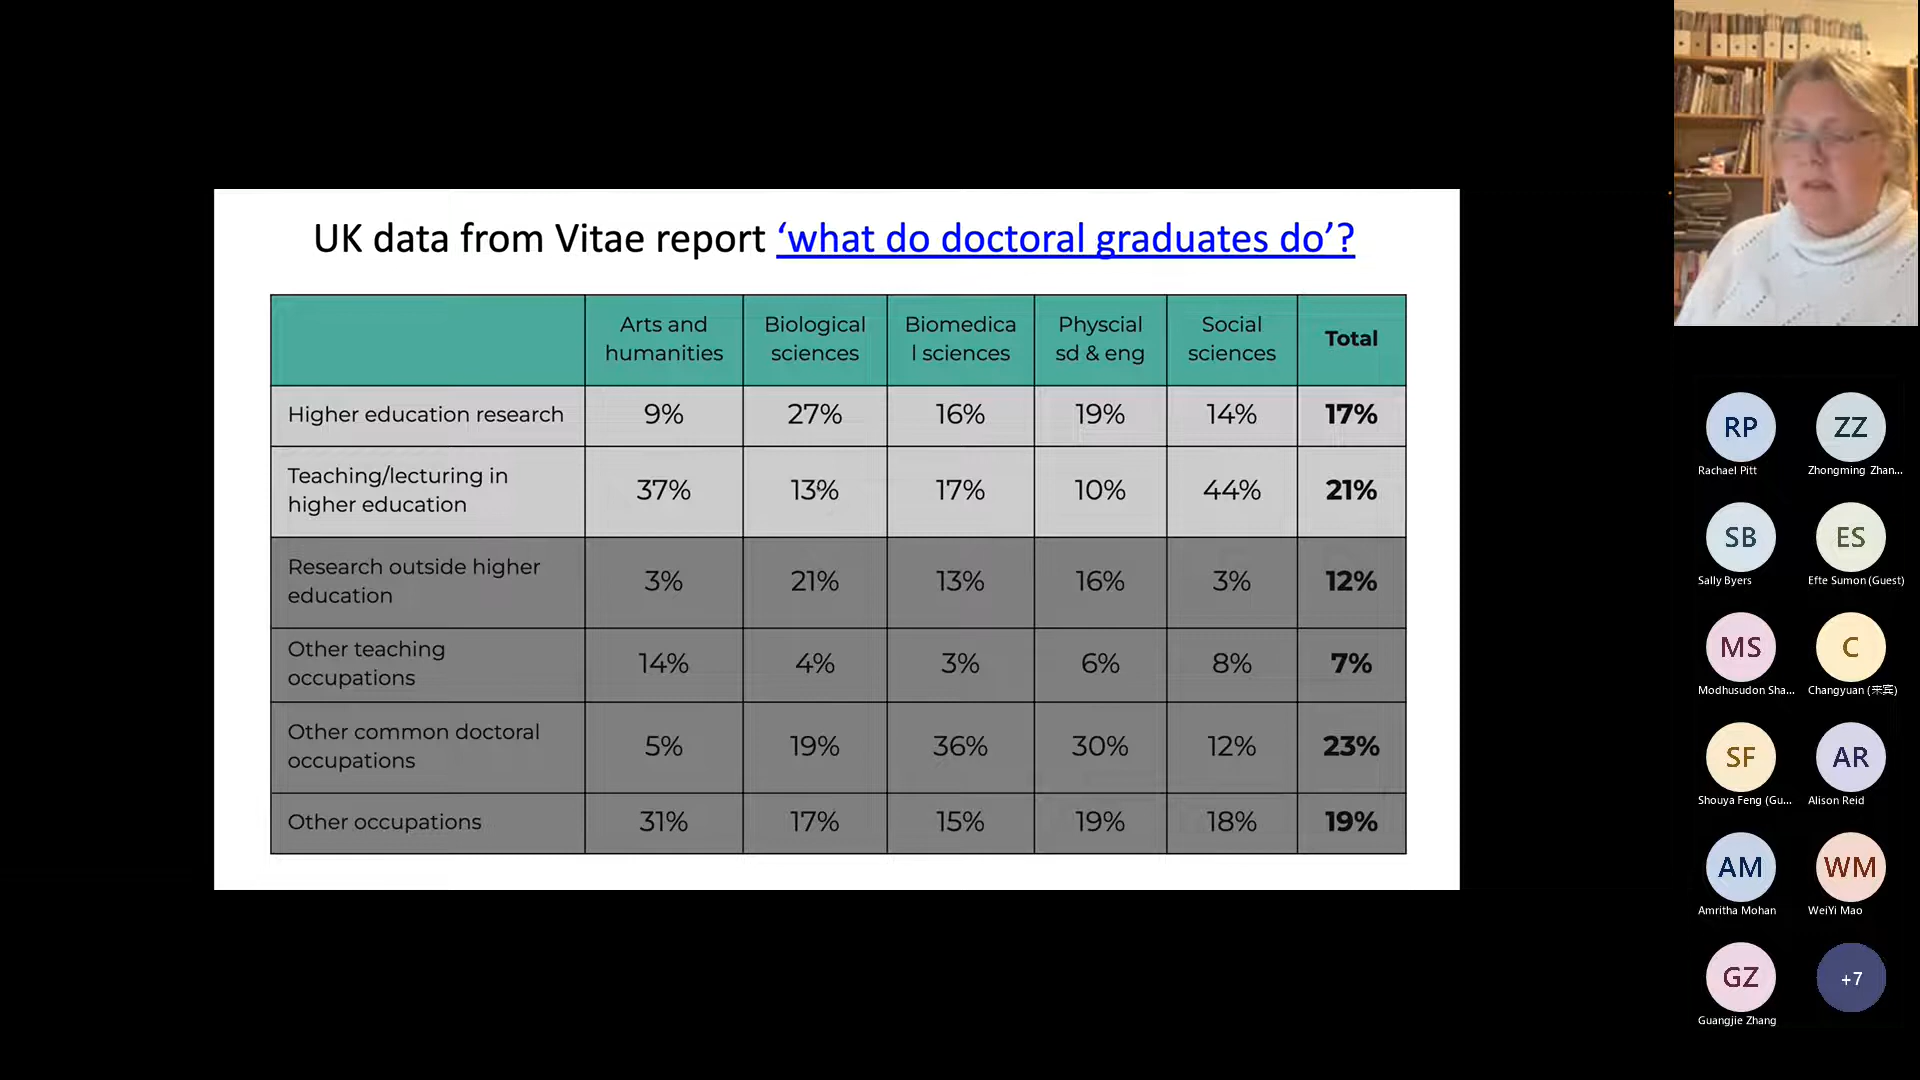 UK data from Vitae report ‘what do doctoral graduates do’?
Arts and humanities
Biological sciences
Biomedica
l sciences
Physcial sd & eng
Social sciences
Total
Higher education research 9% 27% 16% 19% 14% 17%
Teaching/lecturing in higher education 37% 13% 17% 10% 44% 21%
Research outside higher education 3% 21% 13% 16% 3% 12%
Other teaching occupations 14% 4% 3% 6% 8% 7%
Other common doctoral occupations 5% 19% 36% 30% 12% 23%
Other occupations 31% 17% 15% 19% 18% 19%
RP ZZ
Rachael Pitt Zhongming Zhan...
SB ES
Sally Byers Efte Sumon (Guest)
MS C
Modhusudon Sha... Changyuan (来宾)
SF AR
Shouya Feng (Gu... Alison Reid
AM WM
Amritha Mohan WeiYi Mao
GZ +7
Guangjie Zhang